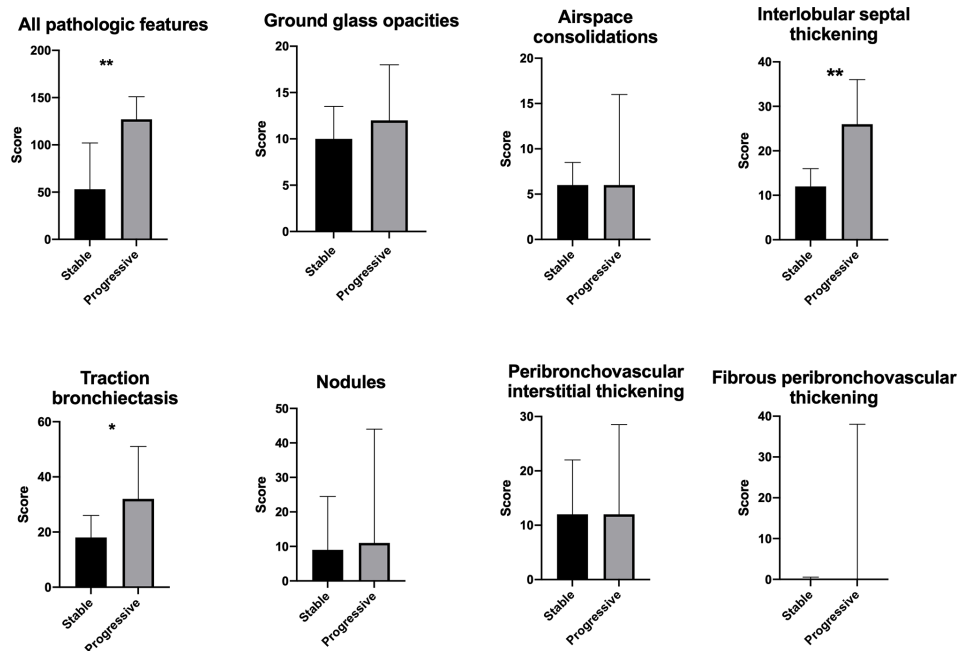 All pathologic features
**
200
150
100
50
0
Score
Stable
Progressive
Ground glass opacities
20
15
10
5
0
Score
Stable
Progressive
Airspace
consolidations
20
15
10
5
0
Score
Stable
Progressive
Interlobular septal
thickening
**
40
30
20
10
0
Score
Stable
Progressive
Traction
bronchiectasis
*
60
40
20
0
Score
Stable
Progressive
Nodules
50
40
30
20
10
0
Score
Stable
Progressive
Peribronchovascular
interstitial thickening
30
20
10
0
Score
Stable
Progressive
Fibrous peribronchovascular
thickening
40
30
20
10
0
Score
Stable
Progressive